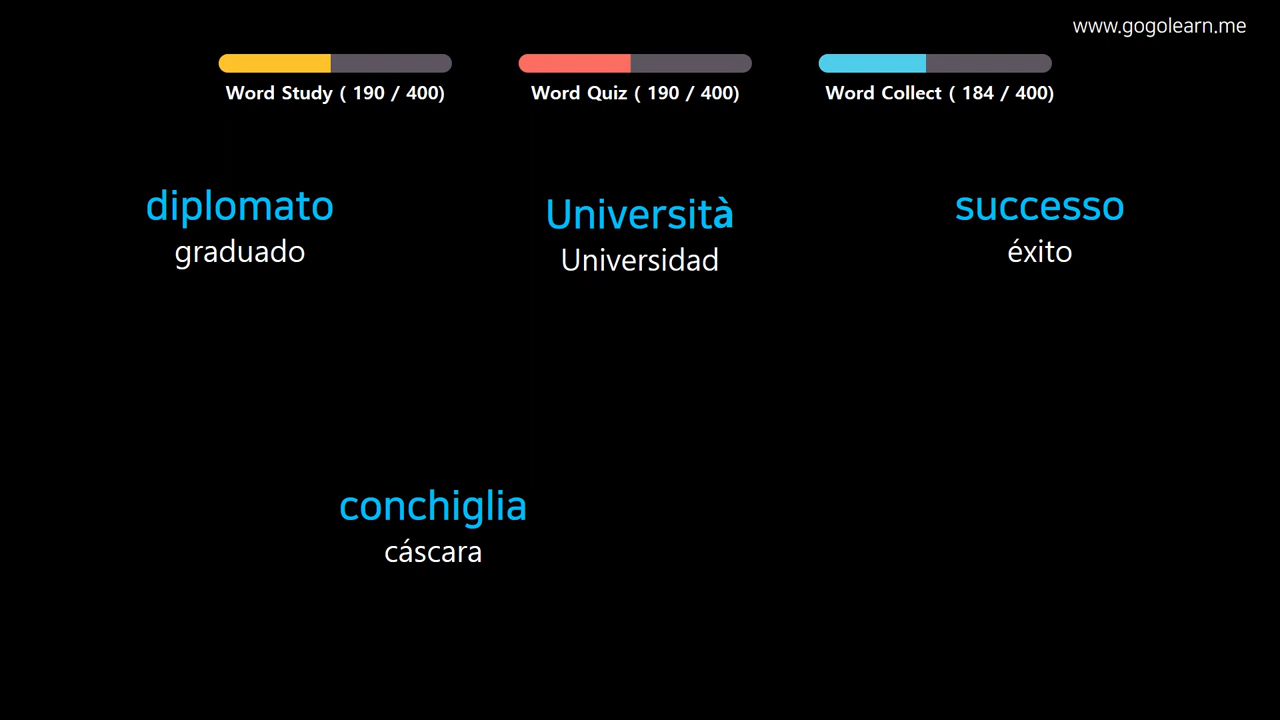 www.gogolearn.me
Word Study ( 190 / 400)
Word Quiz ( 190 / 400)
Word Collect ( 184 / 400)
diplomato
graduado
Università
Universidad
successo
éxito
conchiglia
cáscara